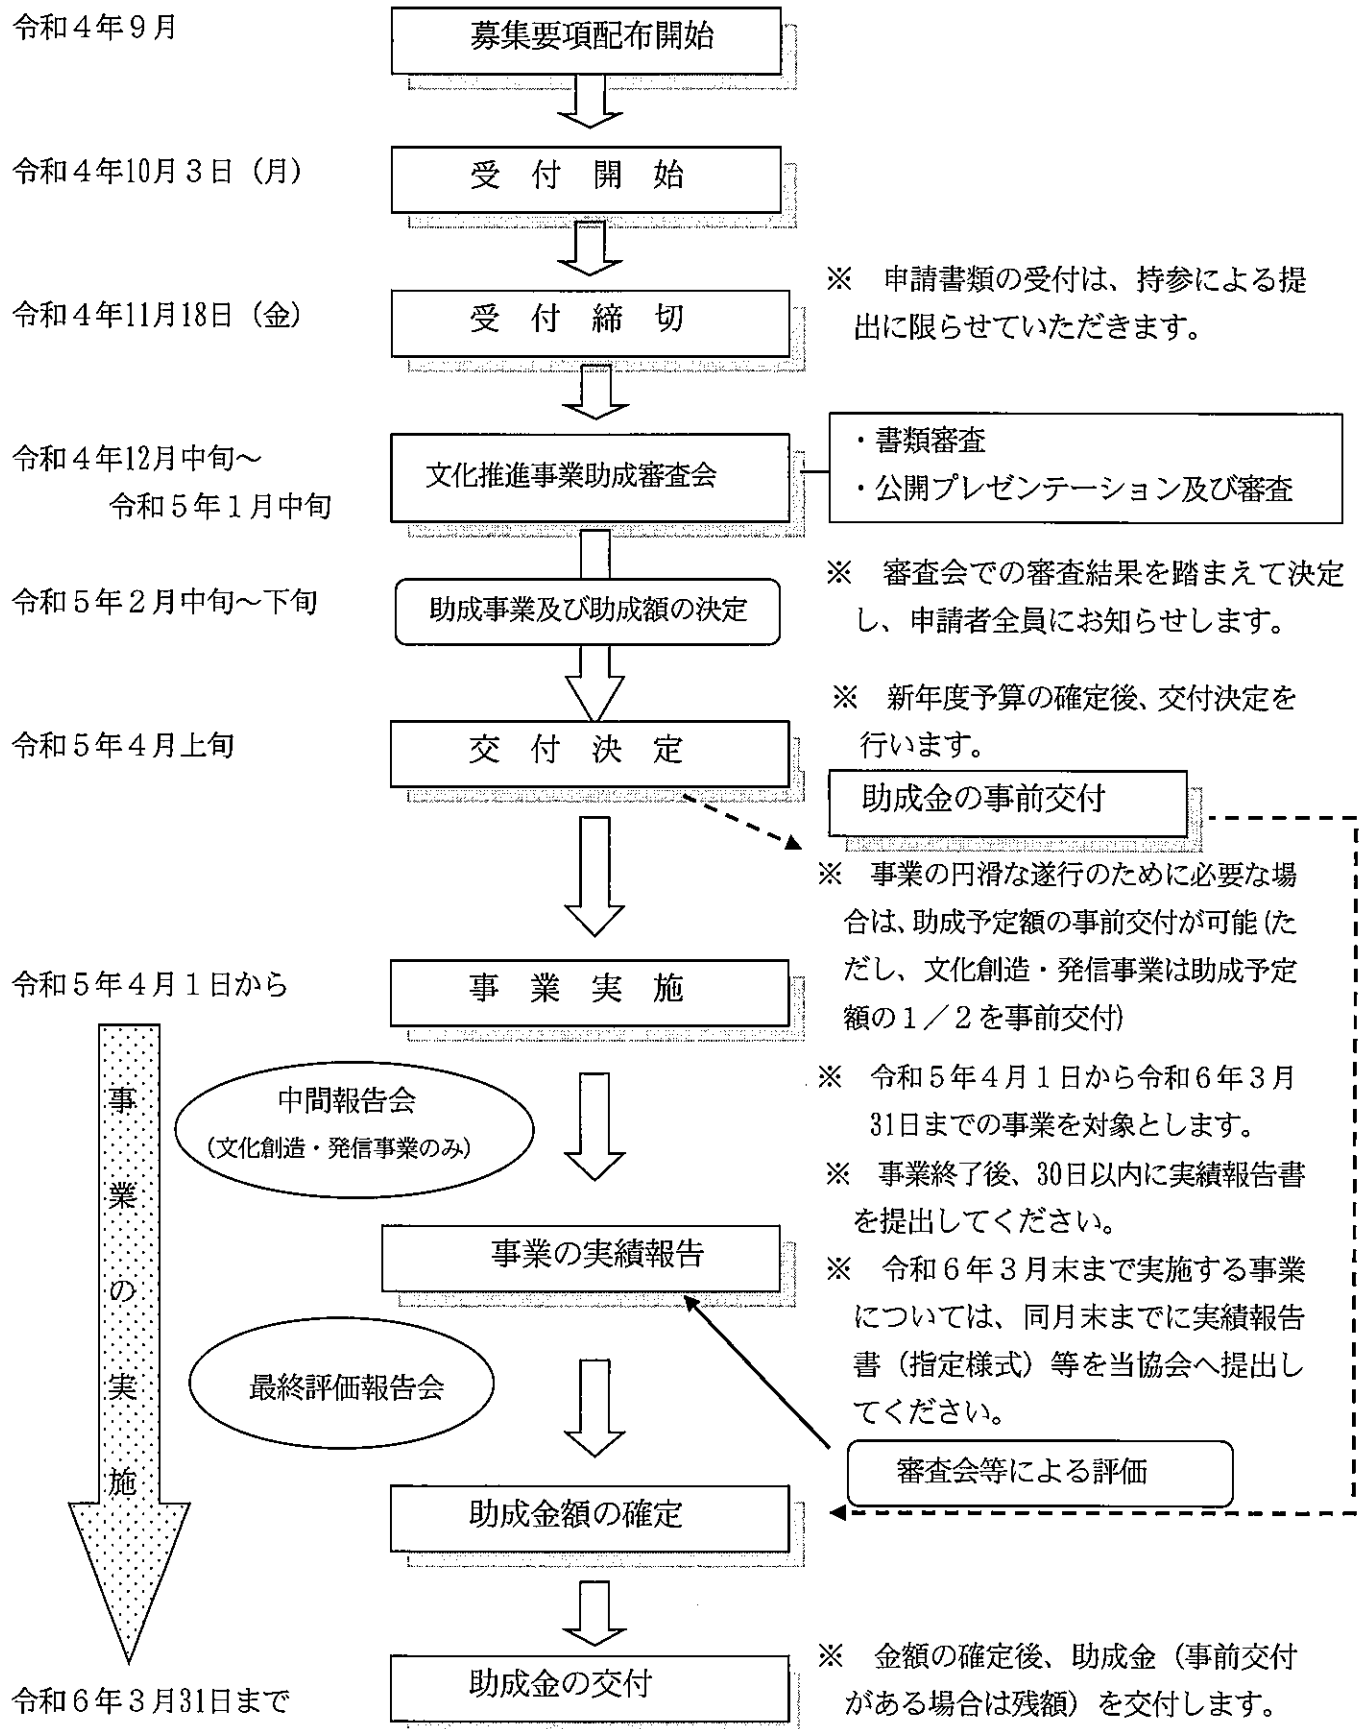 令和４年９月
募集要項配布開始
令和４年10月３日（月）
受　付　開　始
令和４年11月18日（金）
受　付　締　切
※　申請書類の受付は、持参による提
出に限らせていただきます。
令和４年12月中旬～
令和５年１月中旬
文化推進事業助成審査会
・書類審査
・公開プレゼンテーション及び審査
令和５年２月中旬～下旬
助成事業及び助成額の決定
※　審査会での審査結果を踏まえて決定
し、申請者全員にお知らせします。
令和５年４月上旬
交　付　決　定
※　新年度予算の確定後、交付決定を
行います。
助成金の事前交付
※　事業の円滑な遂行のために必要な場
合は、助成予定額の事前交付が可能(た
だし、文化創造・発信事業は助成予定
額の１／２を事前交付)
令和５年４月１日から
事　業　実　施
事業の実施
中間報告会
(文化創造・発信事業のみ)
※　令和５年４月１日から令和６年３月
31日までの事業を対象とします。
※　事業終了後、30日以内に実績報告書
を提出してください。
事業の実績報告
※　令和６年３月末まで実施する事業
については、同月末までに実績報告
書（指定様式）等を当協会へ提出し
てください。
最終評価報告会
審査会等による評価
助成金額の確定
助成金の交付
※　金額の確定後、助成金（事前交付
がある場合は残額）を交付します。
令和６年３月31日まで